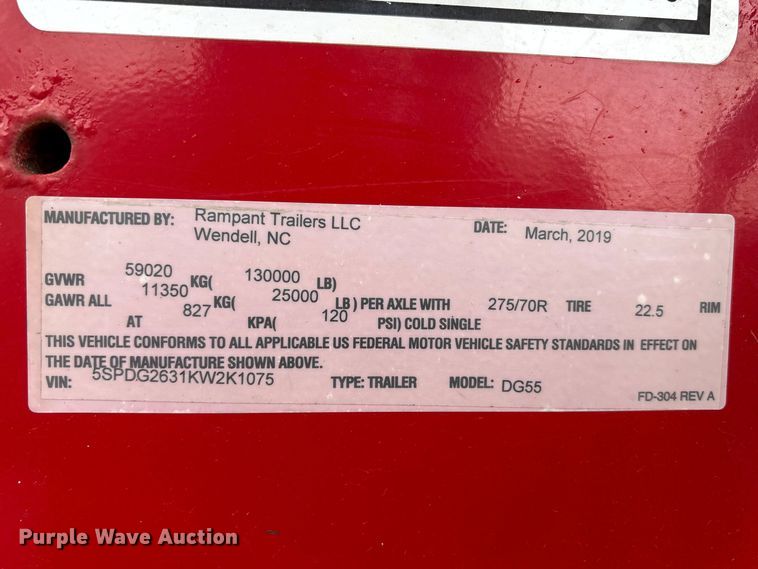 MANUFACTURED BY: Rampant Trailers LLC DATE: March, 2019
Wendell, NC
GVWR 59020 KG( 130000 LB)
GAWR ALL 11350 KG( 25000 LB ) PER AXLE WITH 275/70R TIRE 22.5 RIM
AT 827 KPA( 120 PSI) COLD SINGLE
THIS VEHICLE CONFORMS TO ALL APPLICABLE US FEDERAL MOTOR VEHICLE SAFETY STANDARDS IN EFFECT ON
THE DATE OF MANUFACTURE SHOWN ABOVE.
VIN: 5SPDG2631KW2K1075 TYPE: TRAILER MODEL: DG55
FD-304 REV A
Purple Wave Auction